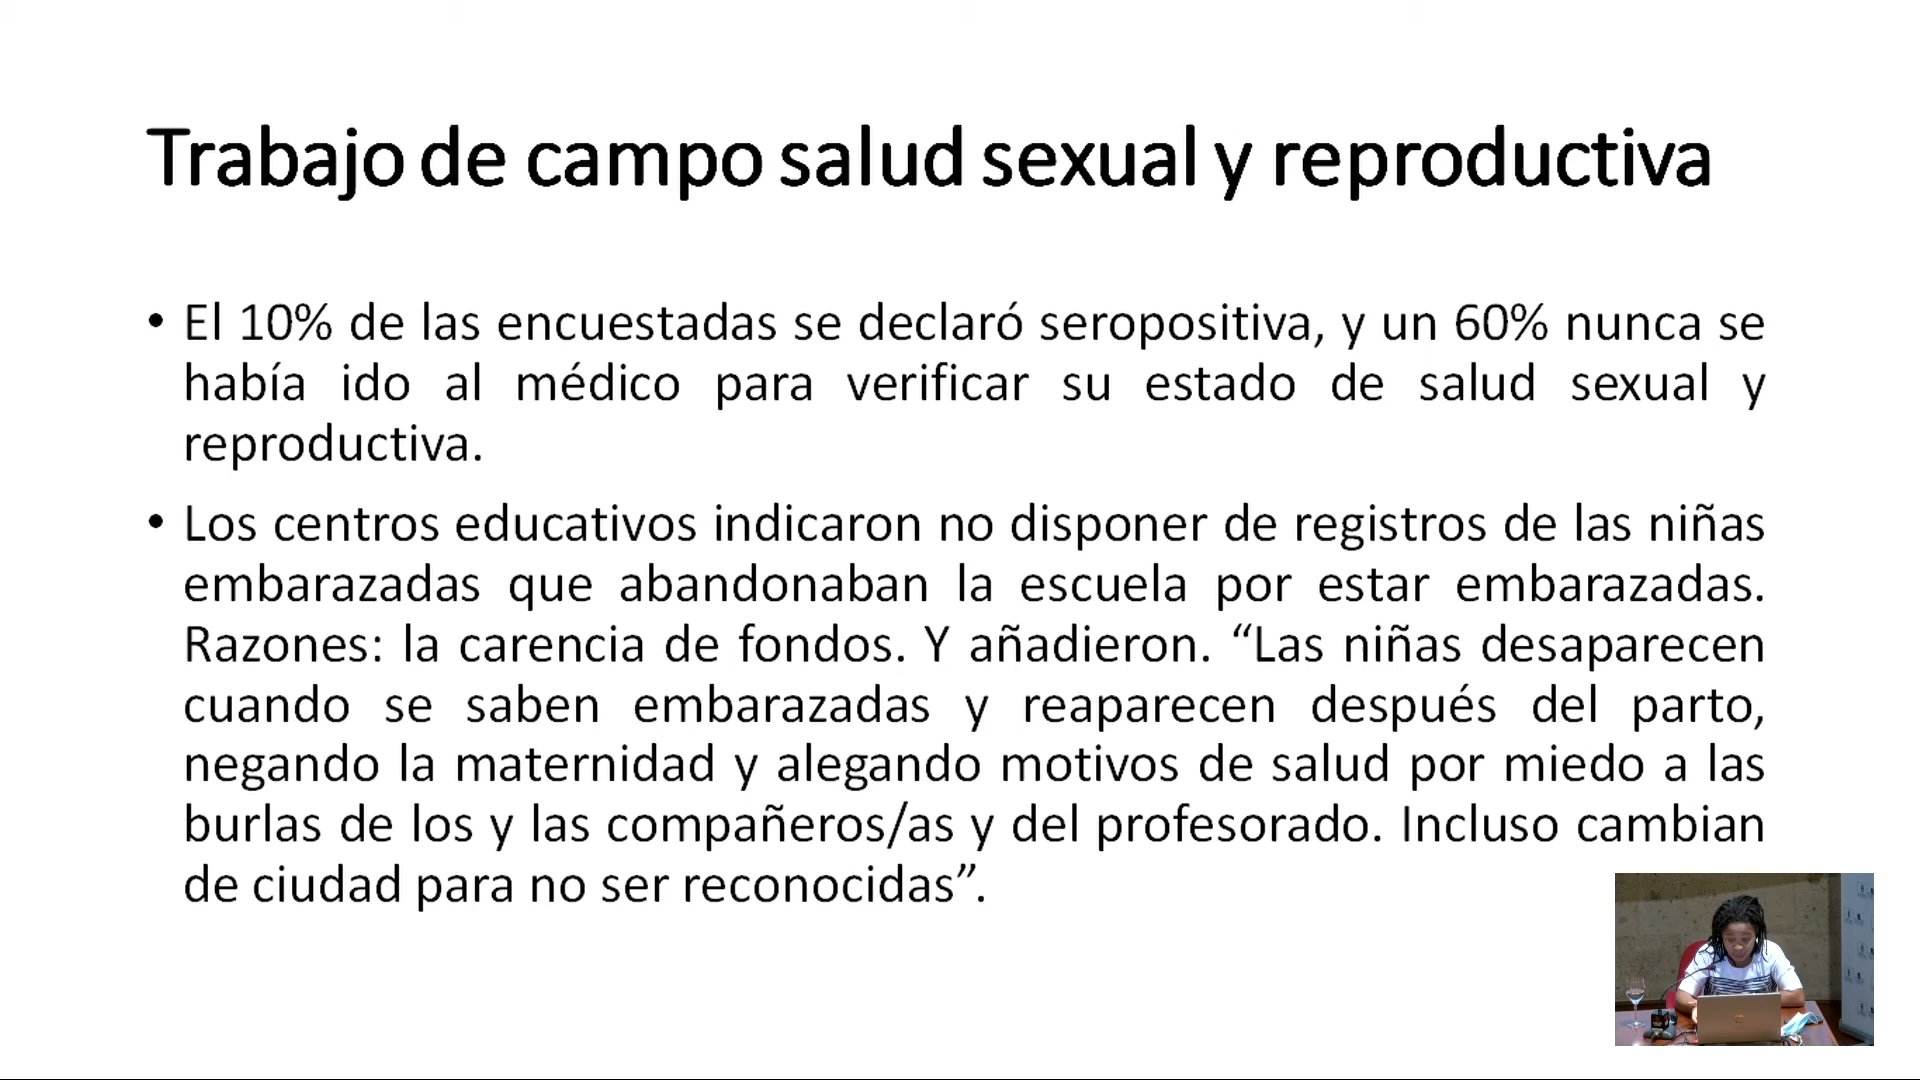 Trabajo de campo salud sexual y reproductiva
• El 10% de las encuestadas se declaró seropositiva, y un 60% nunca se
había ido al médico para verificar su estado de salud sexual y
reproductiva.
• Los centros educativos indicaron no disponer de registros de las niñas
embarazadas que abandonaban la escuela por estar embarazadas.
Razones: la carencia de fondos. Y añadieron. “Las niñas desaparecen
cuando se saben embarazadas y reaparecen después del parto,
negando la maternidad y alegando motivos de salud por miedo a las
burlas de los y las compañeros/as y del profesorado. Incluso cambian
de ciudad para no ser reconocidas”.